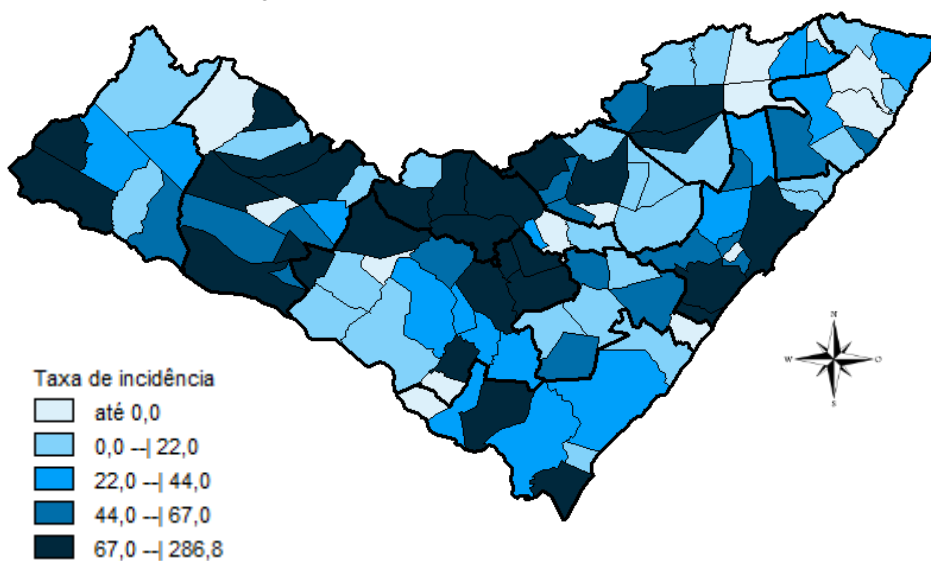 N
W
O
S
Taxa de incidência
até 0,0
0,0 --| 22,0
22,0 --| 44,0
44,0 --| 67,0
67,0 --| 286,8